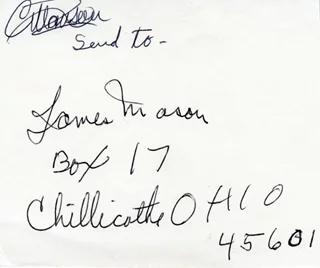 Send to -
James Mason
Box 17
Chillicothe OHIO
45601